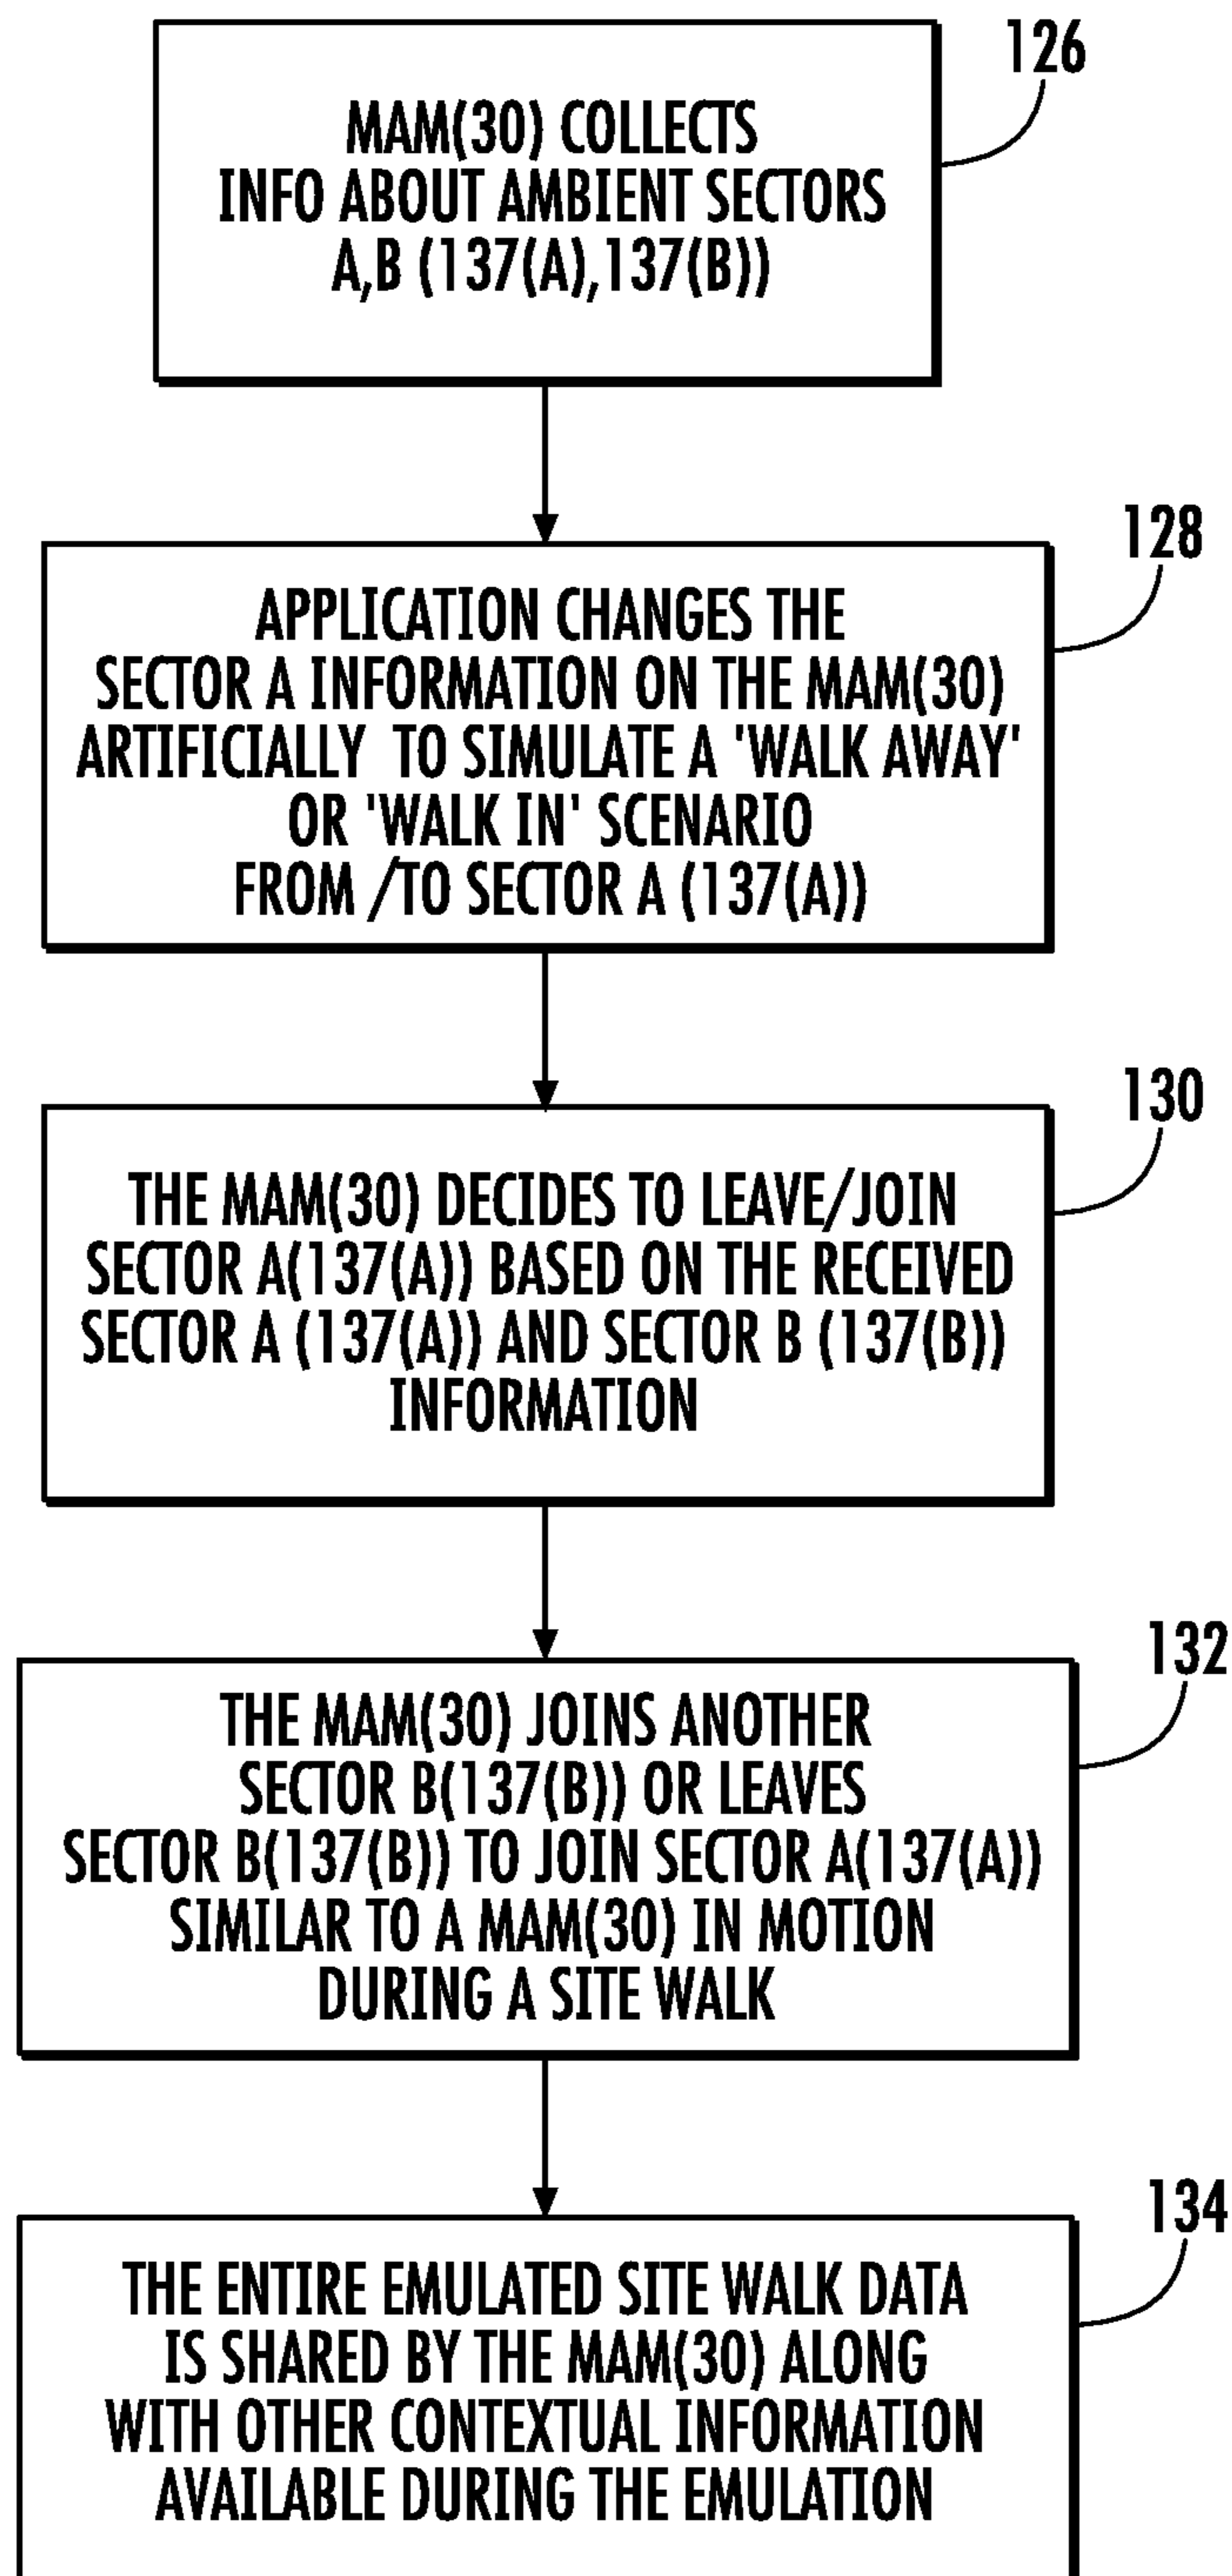 126
MAM(30) COLLECTS
INFO ABOUT AMBIENT SECTORS
A,B (137(A),137(B))
128
APPLICATION CHANGES THE
SECTOR A INFORMATION ON THE MAM(30)
ARTIFICIALLY TO SIMULATE A 'WALK AWAY'
OR 'WALK IN' SCENARIO
FROM /TO SECTOR A (137(A))
130
THE MAM(30) DECIDES TO LEAVE/JOIN
SECTOR A(137(A)) BASED ON THE RECEIVED
SECTOR A (137(A)) AND SECTOR B (137(B))
INFORMATION
132
THE MAM(30) JOINS ANOTHER
SECTOR B(137(B)) OR LEAVES
SECTOR B(137(B)) TO JOIN SECTOR A(137(A))
SIMILAR TO A MAM(30) IN MOTION
DURING A SITE WALK
134
THE ENTIRE EMULATED SITE WALK DATA
IS SHARED BY THE MAM(30) ALONG
WITH OTHER CONTEXTUAL INFORMATION
AVAILABLE DURING THE EMULATION